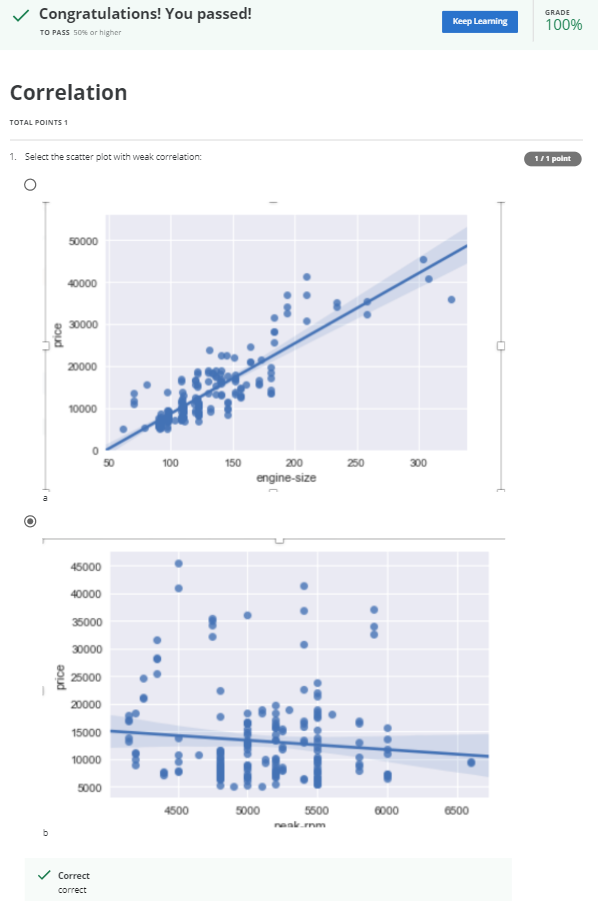 Congratulations! You passed!
TO PASS 50% or higher
Keep Learning
GRADE
100%
Correlation
TOTAL POINTS 1
1. Select the scatter plot with weak correlation:
1 / 1 point
50000
40000
30000
20000
10000
0
price
50 100 150 200 250 300
engine-size
a
45000
40000
35000
30000
25000
20000
15000
10000
5000
price
4500 5000 5500 6000 6500
peak-rpm
b
Correct
correct